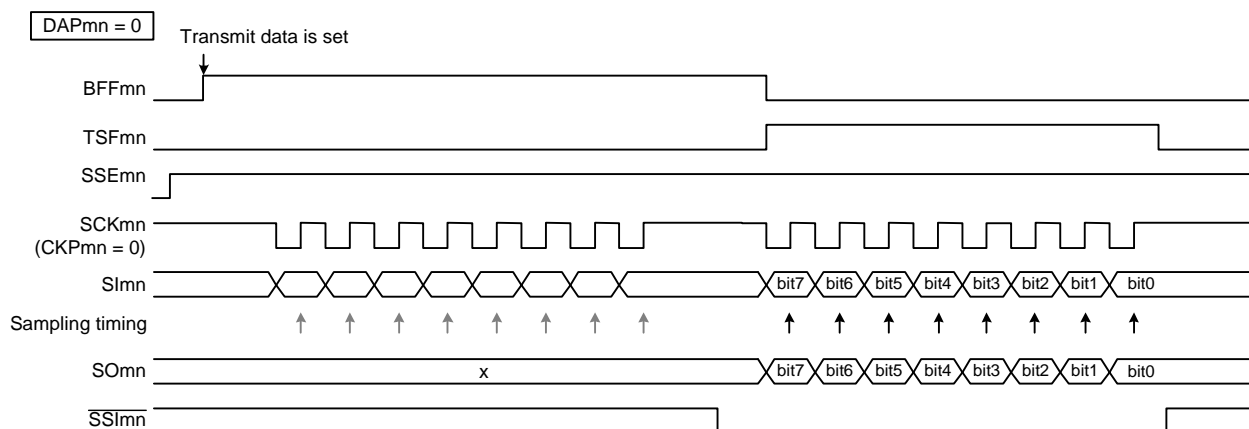 DAPmn = 0
Transmit data is set
BFFmn
TSFmn
SSEmn
SCKmn
(CKPmn = 0)
SImn
bit7 bit6 bit5 bit4 bit3 bit2 bit1 bit0
Sampling timing
SOmn
x
bit7 bit6 bit5 bit4 bit3 bit2 bit1 bit0
SSImn